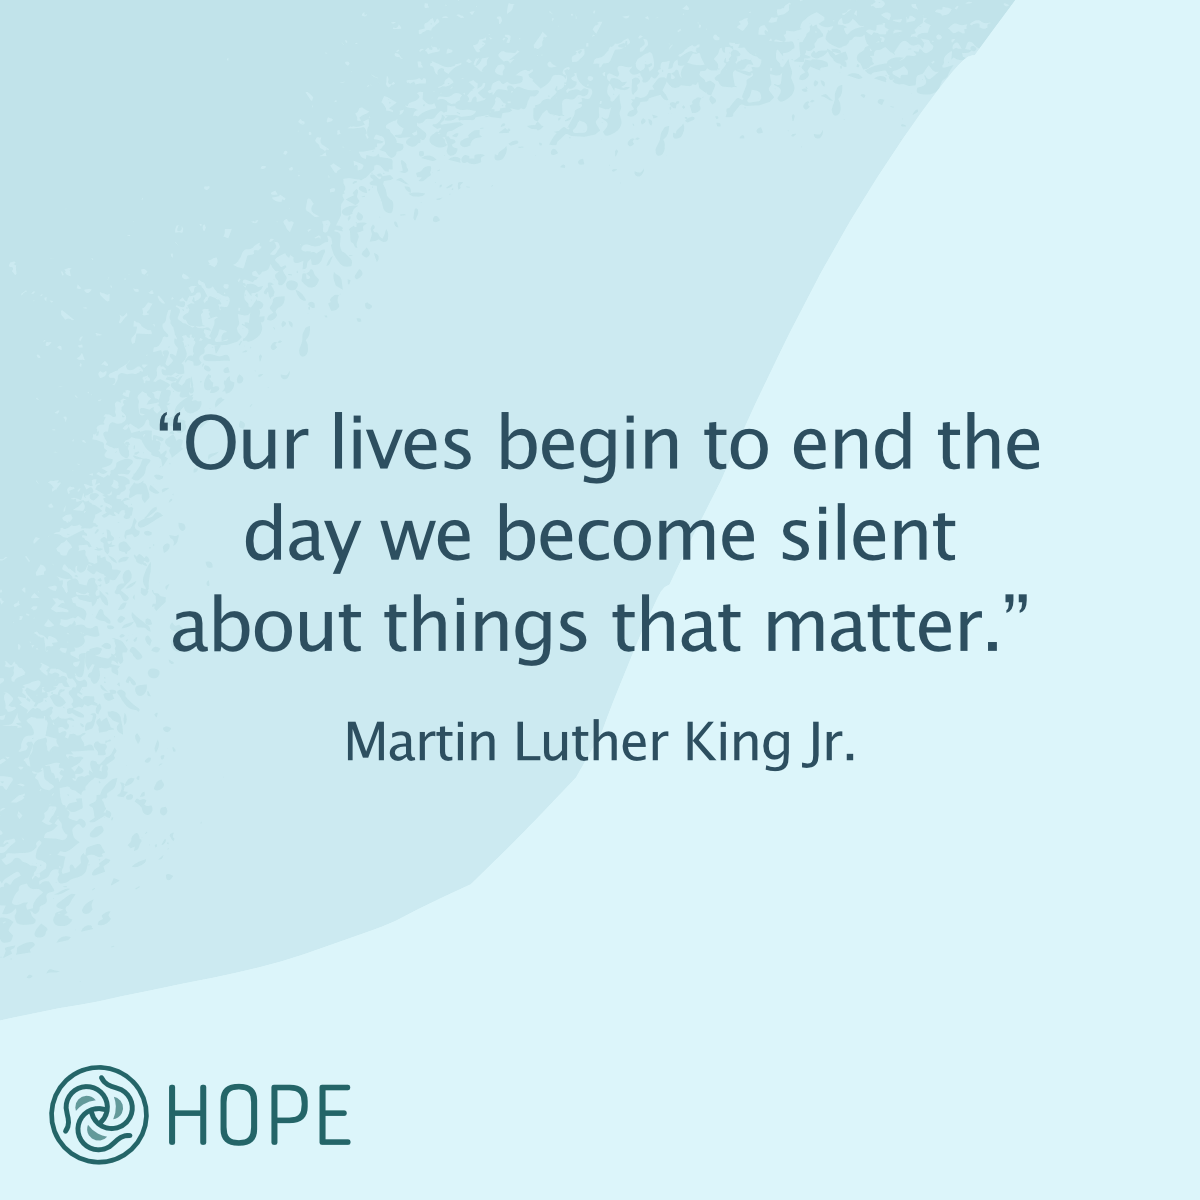 “Our lives begin to end the
day we become silent
about things that matter.”
Martin Luther King Jr.
HOPE